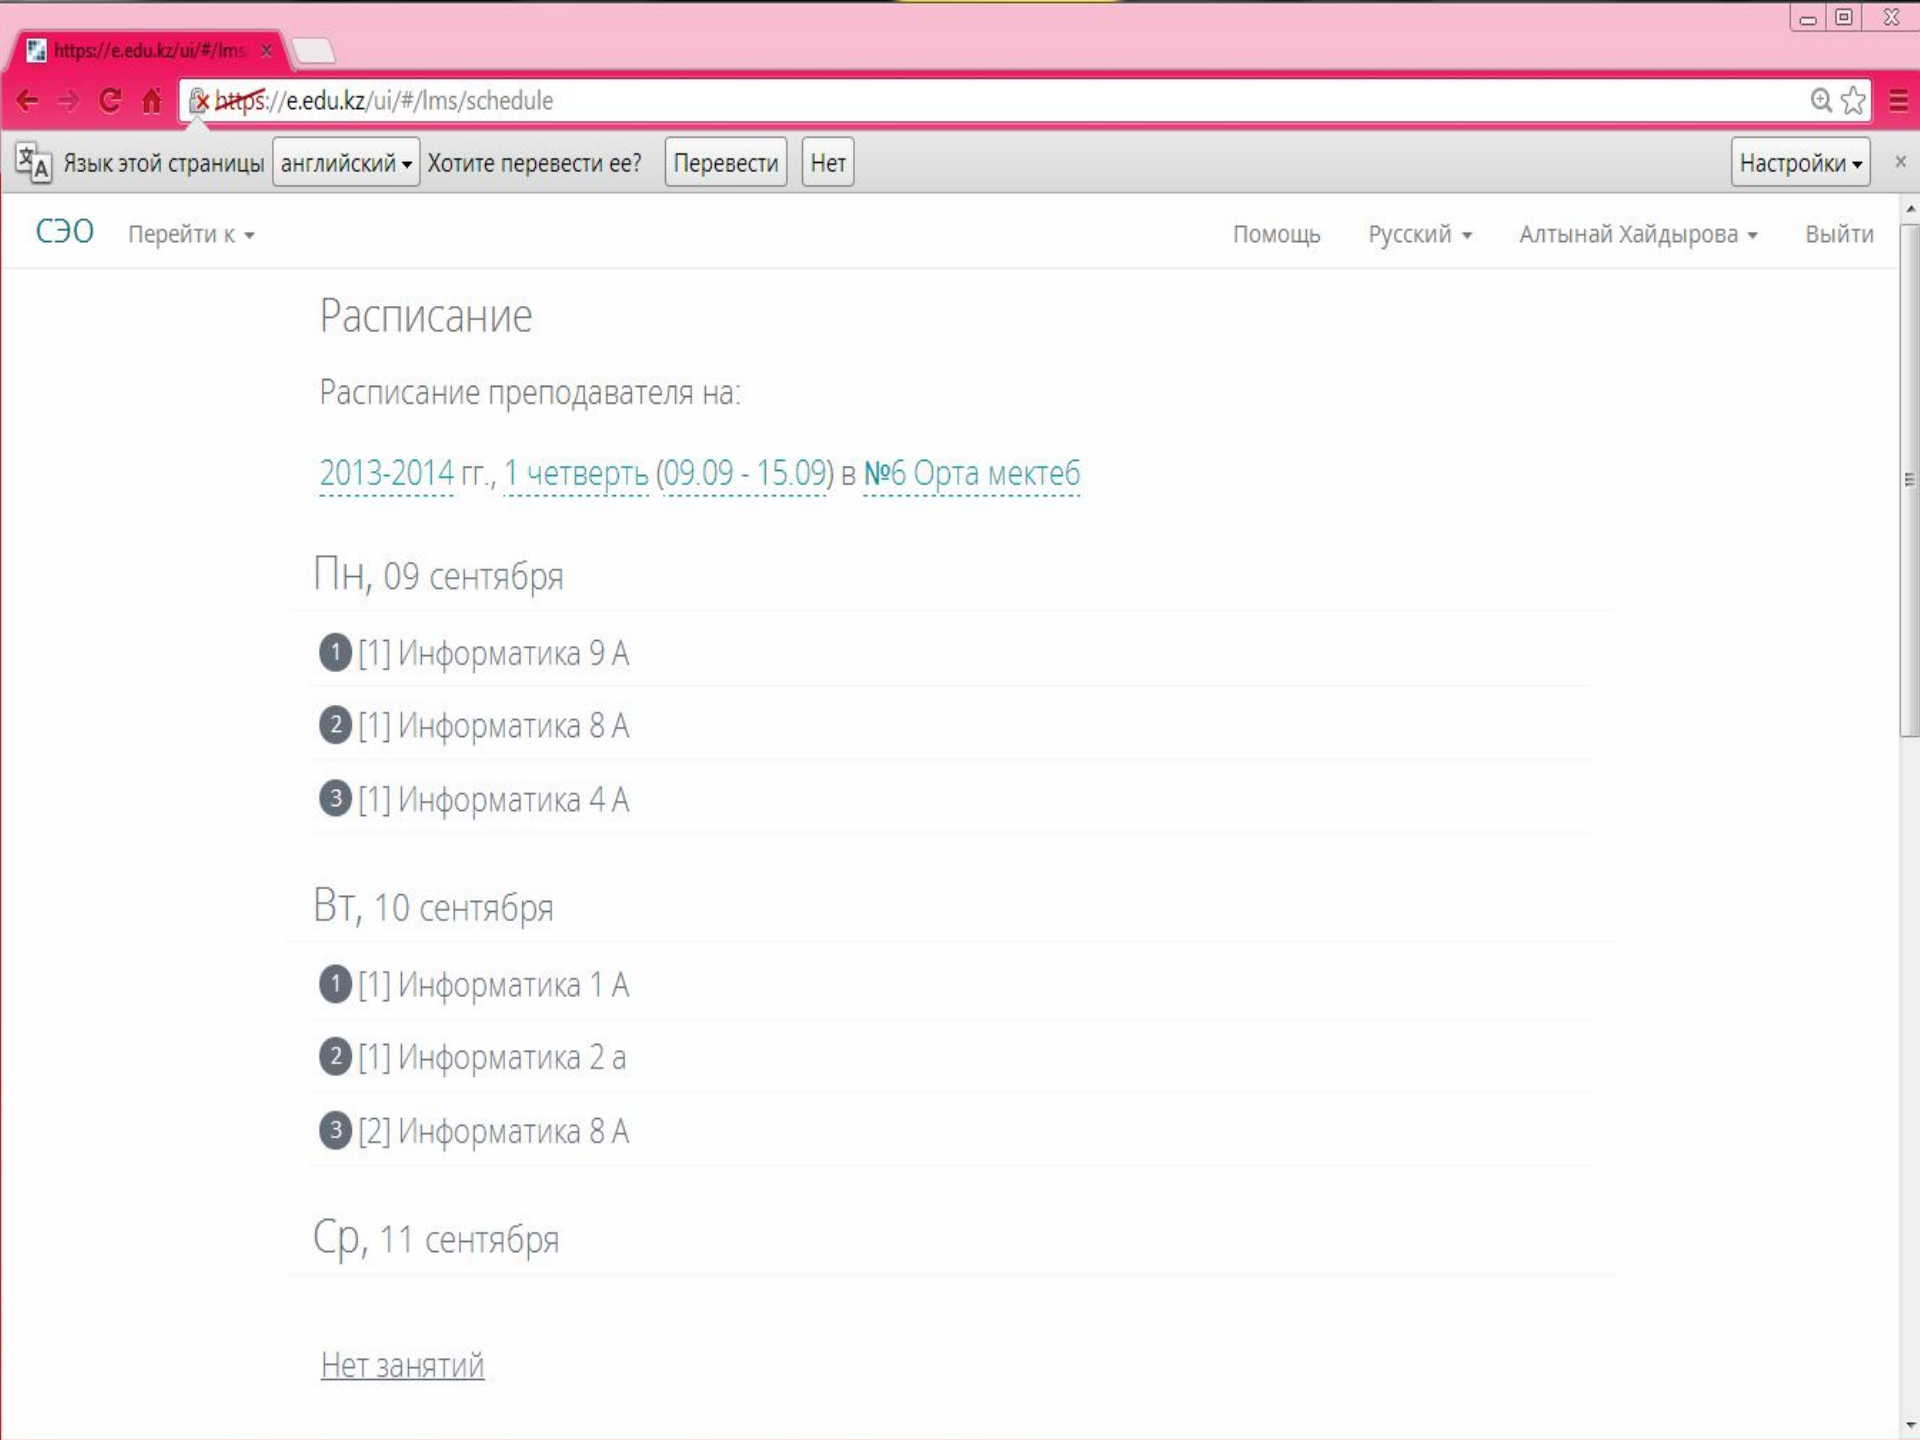 https://e.edu.kz/ui/#/lms
https://e.edu.kz/ui/#/lms/schedule
Язык этой страницы английский Хотите перевести ее? Перевести Нет Настройки
СЭО Перейти к Помощь Русский Алтынай Хайдырова Выйти
Расписание
Расписание преподавателя на:
2013-2014 гг., 1 четверть (09.09 - 15.09) в №6 Орта мектеб
Пн, 09 сентября
1 [1] Информатика 9 А
2 [1] Информатика 8 А
3 [1] Информатика 4 А
Вт, 10 сентября
1 [1] Информатика 1 А
2 [1] Информатика 2 а
3 [2] Информатика 8 А
Ср, 11 сентября
Нет занятий